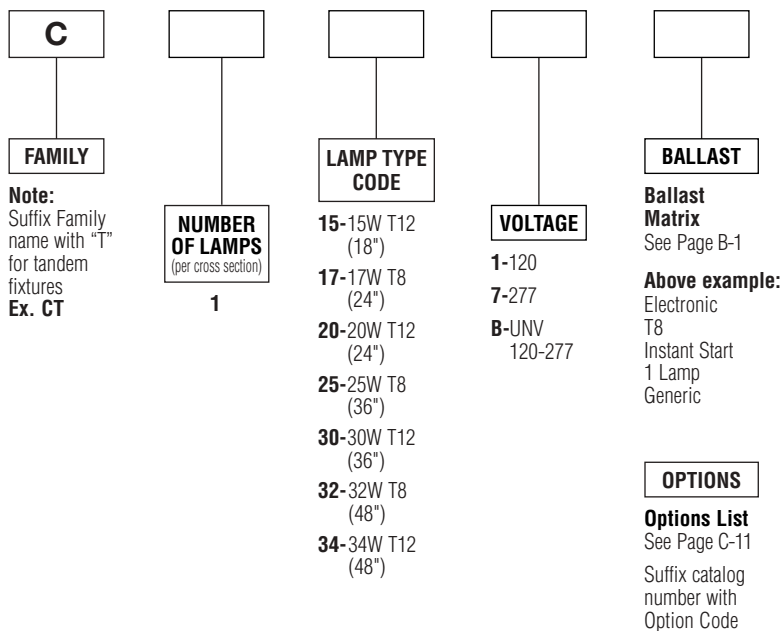 C
FAMILY
Note:
Suffix Family
name with “T”
for tandem
fixtures
Ex. CT
NUMBER
OF LAMPS
(per cross section)
1
LAMP TYPE
CODE
15-15W T12
(18")
17-17W T8
(24")
20-20W T12
(24")
25-25W T8
(36")
30-30W T12
(36")
32-32W T8
(48")
34-34W T12
(48")
VOLTAGE
1-120
7-277
B-UNV
120-277
BALLAST
Ballast
Matrix
See Page B-1
Above example:
Electronic
T8
Instant Start
1 Lamp
Generic
OPTIONS
Options List
See Page C-11
Suffix catalog
number with
Option Code